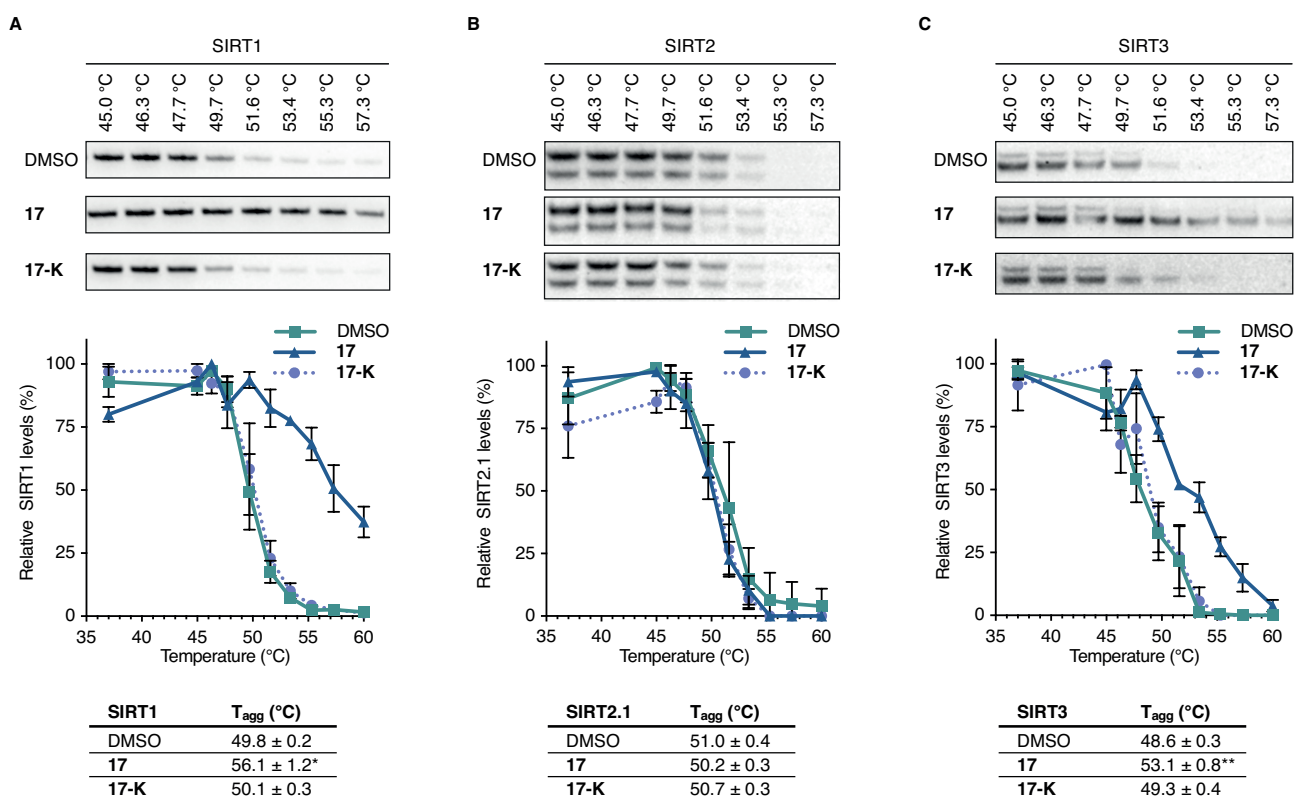 A
SIRT1
45.0 °C 46.3 °C 47.7 °C 49.7 °C 51.6 °C 53.4 °C 55.3 °C 57.3 °C
DMSO
17
17-K
DMSO
17
17-K
Relative SIRT1 levels (%)
100
75
50
25
0
35 40 45 50 55 60
Temperature (°C)
SIRT1 Tagg (°C)
DMSO 49.8 ± 0.2
17 56.1 ± 1.2*
17-K 50.1 ± 0.3
B
SIRT2
45.0 °C 46.3 °C 47.7 °C 49.7 °C 51.6 °C 53.4 °C 55.3 °C 57.3 °C
DMSO
17
17-K
DMSO
17
17-K
Relative SIRT2.1 levels (%)
100
75
50
25
0
35 40 45 50 55 60
Temperature (°C)
SIRT2.1 Tagg (°C)
DMSO 51.0 ± 0.4
17 50.2 ± 0.3
17-K 50.7 ± 0.3
C
SIRT3
45.0 °C 46.3 °C 47.7 °C 49.7 °C 51.6 °C 53.4 °C 55.3 °C 57.3 °C
DMSO
17
17-K
DMSO
17
17-K
Relative SIRT3 levels (%)
100
75
50
25
0
35 40 45 50 55 60
Temperature (°C)
SIRT3 Tagg (°C)
DMSO 48.6 ± 0.3
17 53.1 ± 0.8**
17-K 49.3 ± 0.4